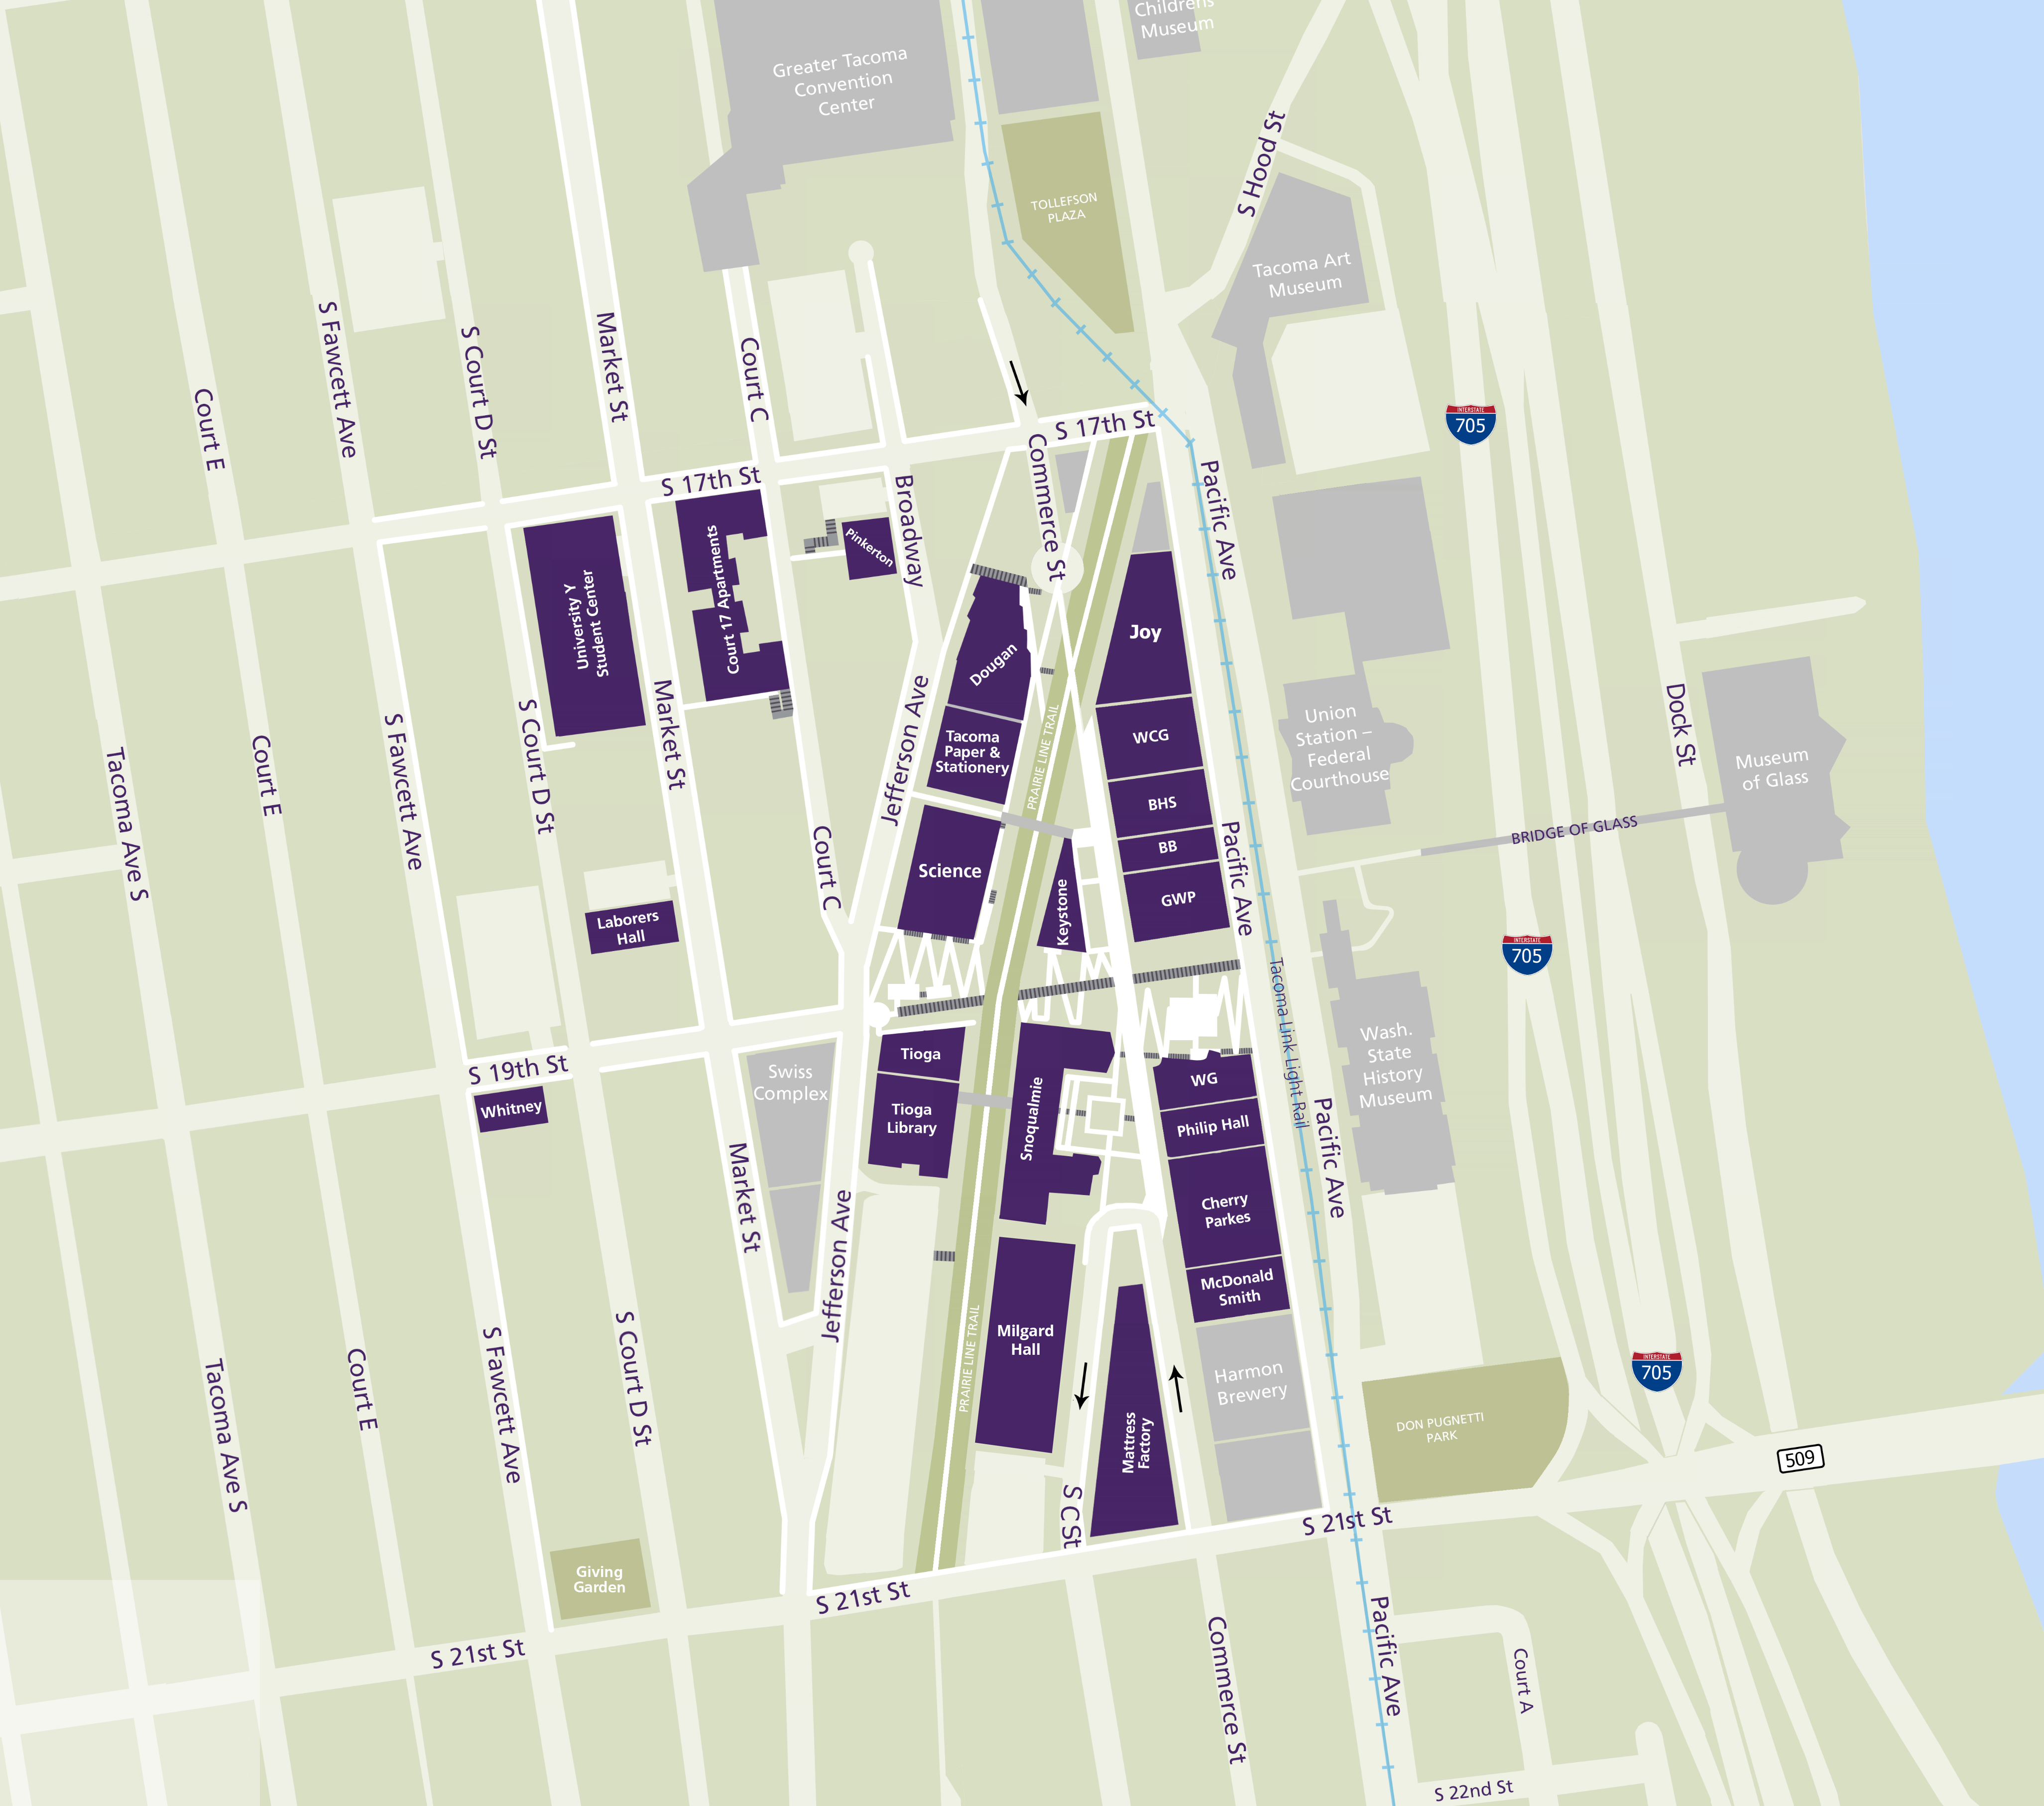 Childrens
Museum
Greater Tacoma
Convention
Center
S Hood St
TOLLEFSON
PLAZA
Tacoma Art
Museum
S Fawcett Ave
S Court D St
Market St
Court C
Court E
INTERSTATE
705
S 17th St
Commerce St
S 17th St
Broadway
Pacific Ave
Pinkerton
Court 17 Apartments
University Y
Student Center
Joy
Dougan
Jefferson Ave
Market St
S Court D St
S Fawcett Ave
Court E
Tacoma Ave S
Tacoma
Paper &
Stationery
PRAIRIE LINE TRAIL
WCG
Union
Station –
Federal
Courthouse
Dock St
Museum
of Glass
BHS
BRIDGE OF GLASS
BB
Pacific Ave
Court C
Science
Keystone
GWP
Laborers
Hall
INTERSTATE
705
Tacoma Link Light Rail
Wash.
State
History
Museum
S 19th St
Whitney
Swiss
Complex
Tioga
Tioga
Library
Snoqualmie
WG
Philip Hall
Cherry
Parkes
McDonald
Smith
Pacific Ave
Market St
Jefferson Ave
PRAIRIE LINE TRAIL
Milgard
Hall
Harmon
Brewery
Mattress
Factory
INTERSTATE
705
DON PUGNETTI
PARK
509
S Court D St
S Fawcett Ave
Court E
Tacoma Ave S
S C St
S 21st St
Giving
Garden
S 21st St
S 21st St
Commerce St
Pacific Ave
Court A
S 22nd St